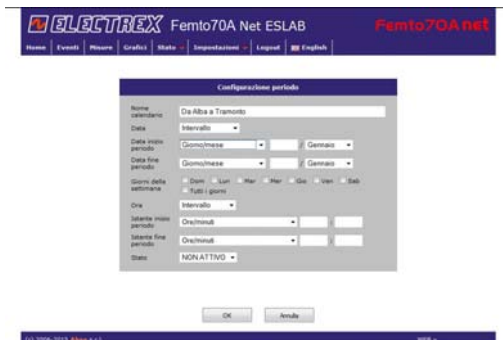 ELECTREX Femto70A Net ESLAB
Femto70A net
Home Eventi Misure Grafici Stato Impostazioni Logout English
Configurazione periodo
Nome calendario Da Alba a Tramonto
Data Intervallo
Data inizio periodo Giorno/mese / Gennaio
Data fine periodo Giorno/mese / Gennaio
Giorni della settimana Dom Lun Mar Mer Gio Ven Sab
Tutti i giorni
Ora Intervallo
Istante inizio periodo Ore/minuti :
Istante fine periodo Ore/minuti :
Stato NON ATTIVO
OK Annulla
(c) 2006-2012